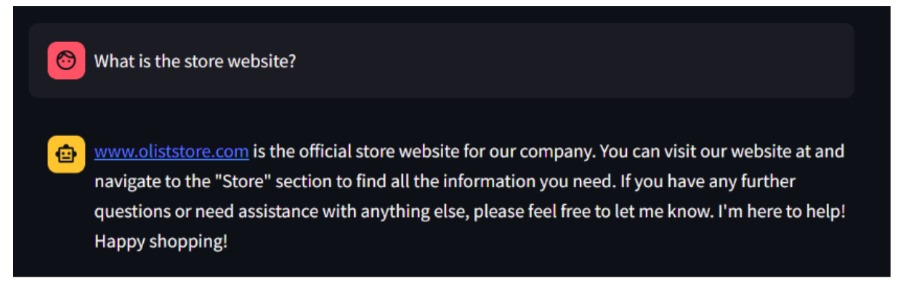 What is the store website?
www.oliststore.com is the official store website for our company. You can visit our website at and
navigate to the "Store" section to find all the information you need. If you have any further
questions or need assistance with anything else, please feel free to let me know. I'm here to help!
Happy shopping!